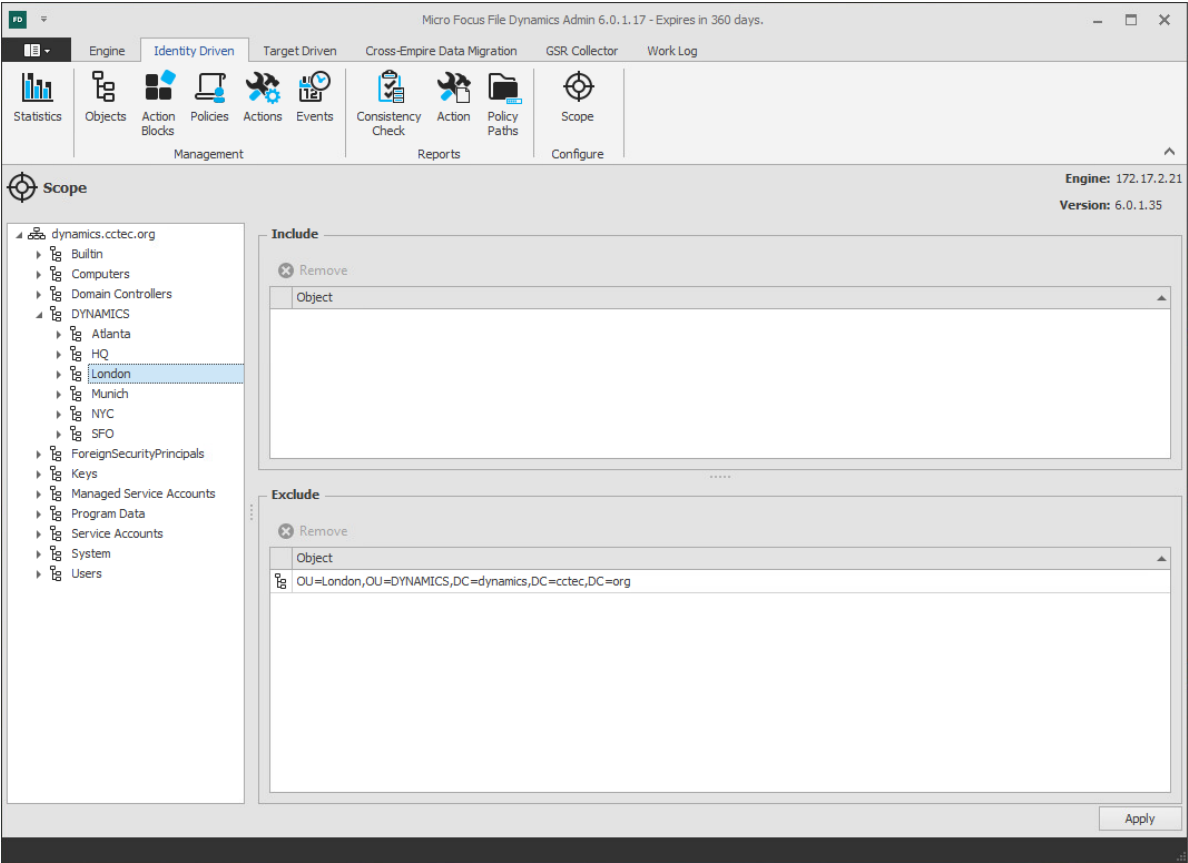 FD
Micro Focus File Dynamics Admin 6.0.1.17 - Expires in 360 days.
Engine Identity Driven Target Driven Cross-Empire Data Migration GSR Collector Work Log
Statistics Objects Action Blocks Policies Actions Events Consistency Check Action Policy Paths Scope
12
Management Reports Configure
Scope
Engine: 172.17.2.21
Version: 6.0.1.35
dynamics.cctec.org
Builtin
Computers
Domain Controllers
DYNAMICS
Atlanta
HQ
London
Munich
NYC
SFO
ForeignSecurityPrincipals
Keys
Managed Service Accounts
Program Data
Service Accounts
System
Users
Include
Remove
Object
Exclude
Remove
Object
OU=London,OU=DYNAMICS,DC=dynamics,DC=cctec,DC=org
Apply